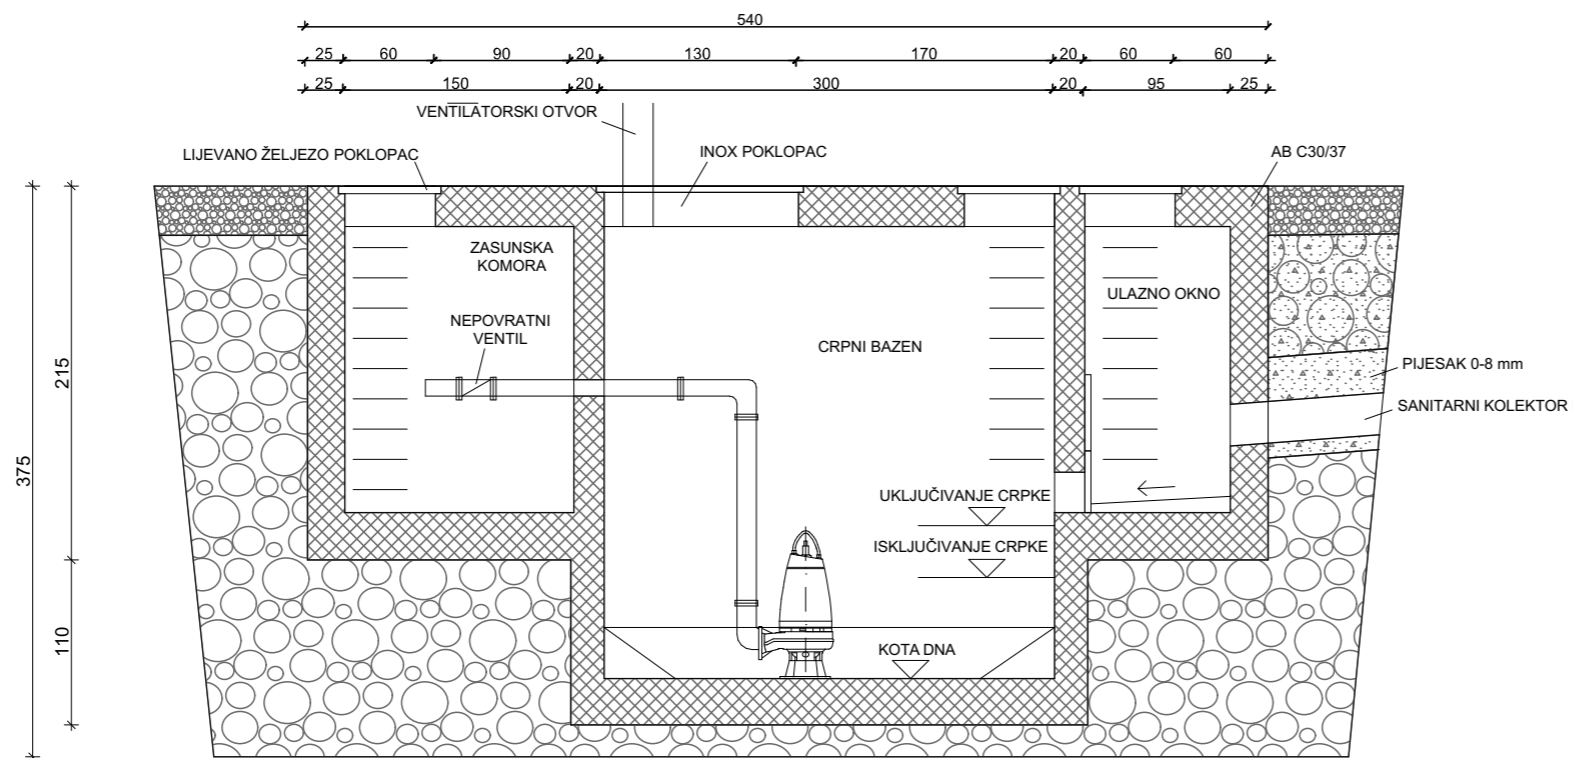 540
25 60 90 20 130 170 20 60 60
25 150 20 300 20 95 25
VENTILATORSKI OTVOR
LIJEVANO ŽELJEZO POKLOPAC
INOX POKLOPAC
AB C30/37
ZASUNSKA
KOMORA
ULAZNO OKNO
NEPOVRATNI
VENTIL
CRPNI BAZEN
215
PIJESAK 0-8 mm
SANITARNI KOLEKTOR
375
UKLJUČIVANJE CRPKE
ISKLJUČIVANJE CRPKE
110
KOTA DNA